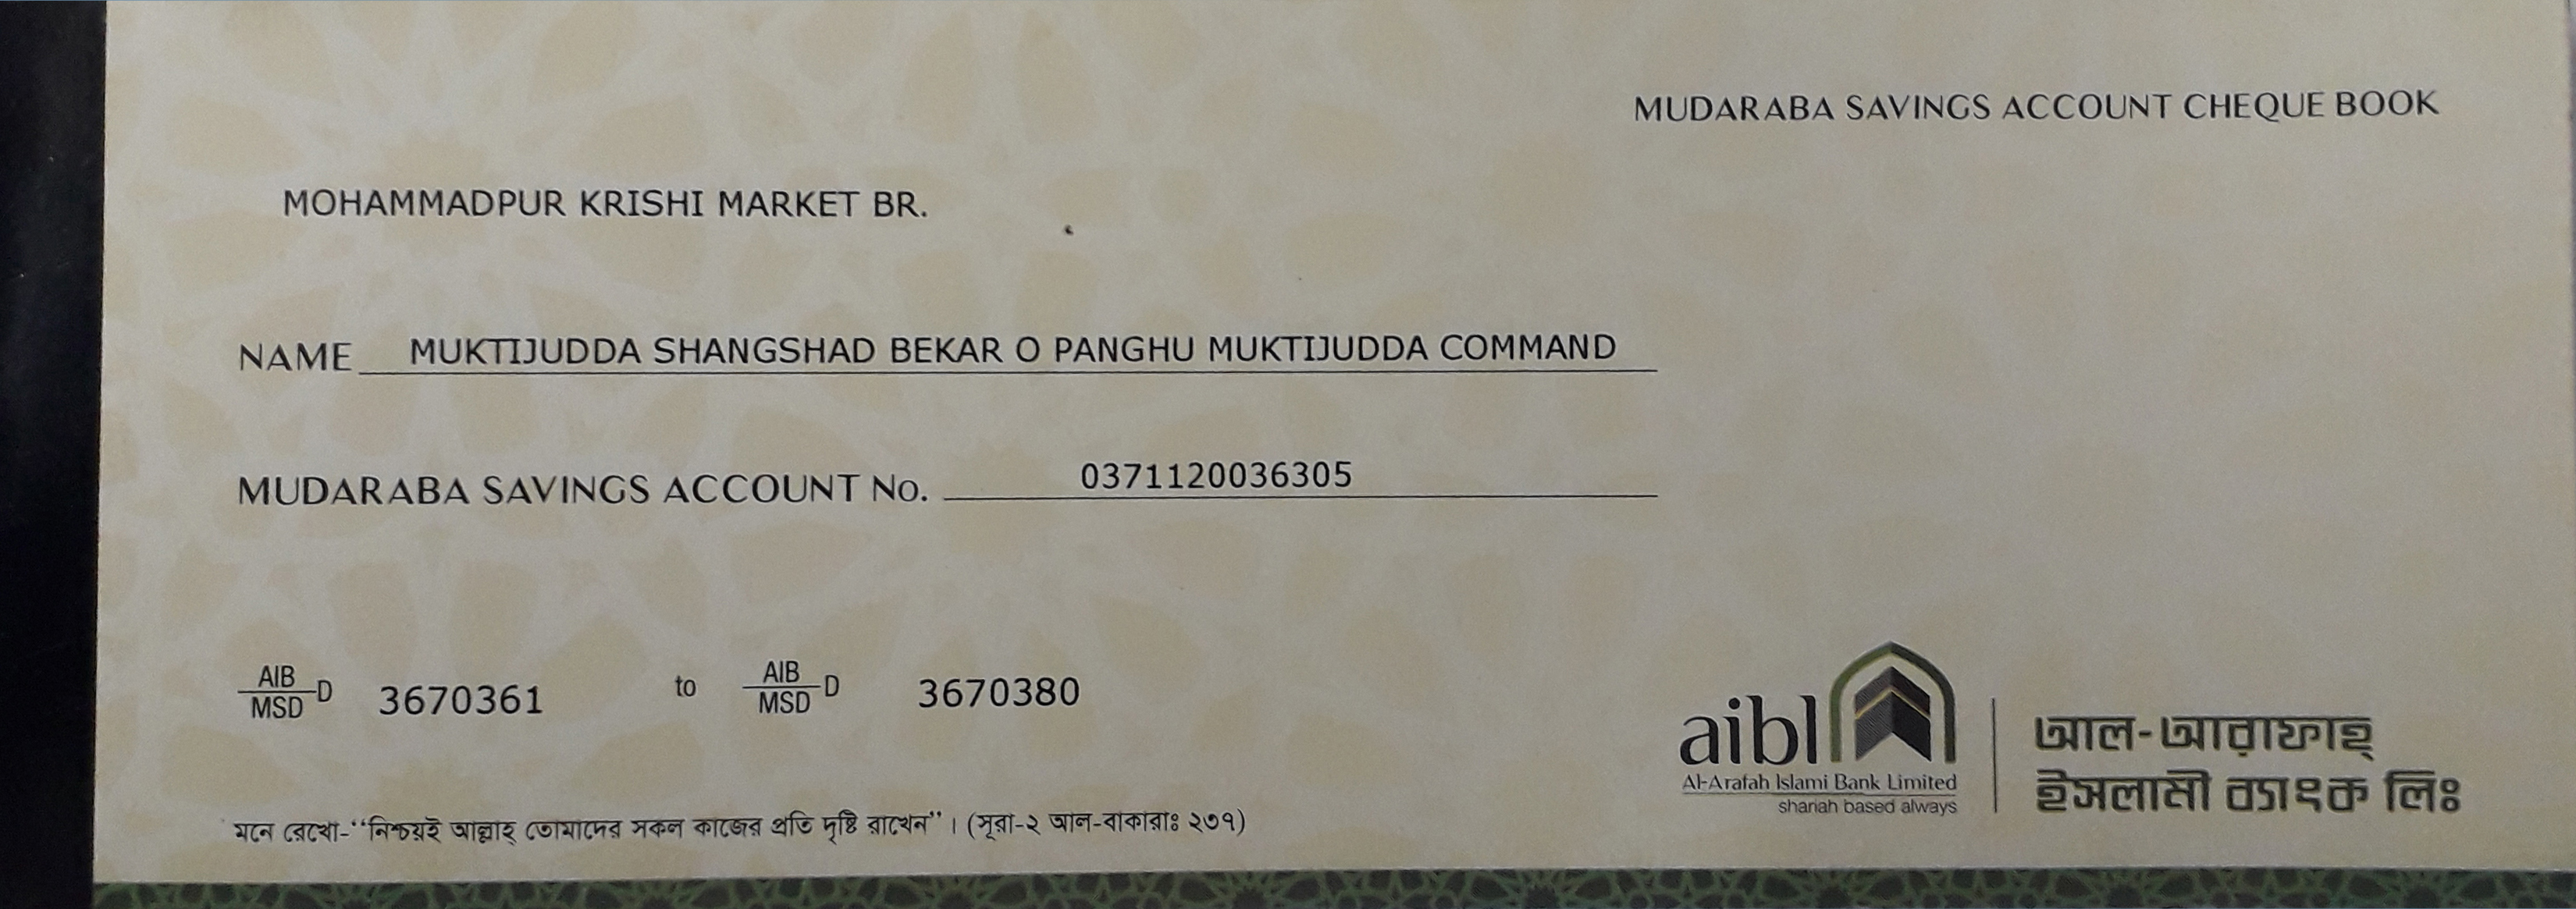 MUDARABA SAVINGS ACCOUNT CHEQUE BOOK
MOHAMMADPUR KRISHI MARKET BR.
NAME MUKTIJUDDA SHANGSHAD BEKAR O PANGHU MUKTIJUDDA COMMAND
MUDARABA SAVINGS ACCOUNT No. 0371120036305
AIB/MSD D 3670361 to AIB/MSD D 3670380
aibl
Al-Arafah Islami Bank Limited
shariah based always
আল-আরাফাহ্
ইসলামী ব্যাংক লিঃ
মনে রেখো-“নিশ্চয়ই আল্লাহ্ তোমাদের সকল কাজের প্রতি দৃষ্টি রাখেন”। (সূরা-২ আল-বাকারাঃ ২৩৭)